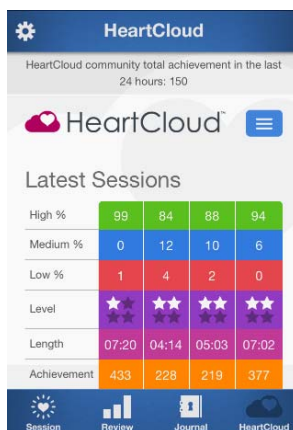 HeartCloud
HeartCloud community total achievement in the last
24 hours: 150
HeartCloud™
Latest Sessions
High % 99 84 88 94
Medium % 0 12 10 6
Low % 1 4 2 0
Level
Length 07:20 04:14 05:03 07:02
Achievement 433 228 219 377
Session Review Journal HeartCloud